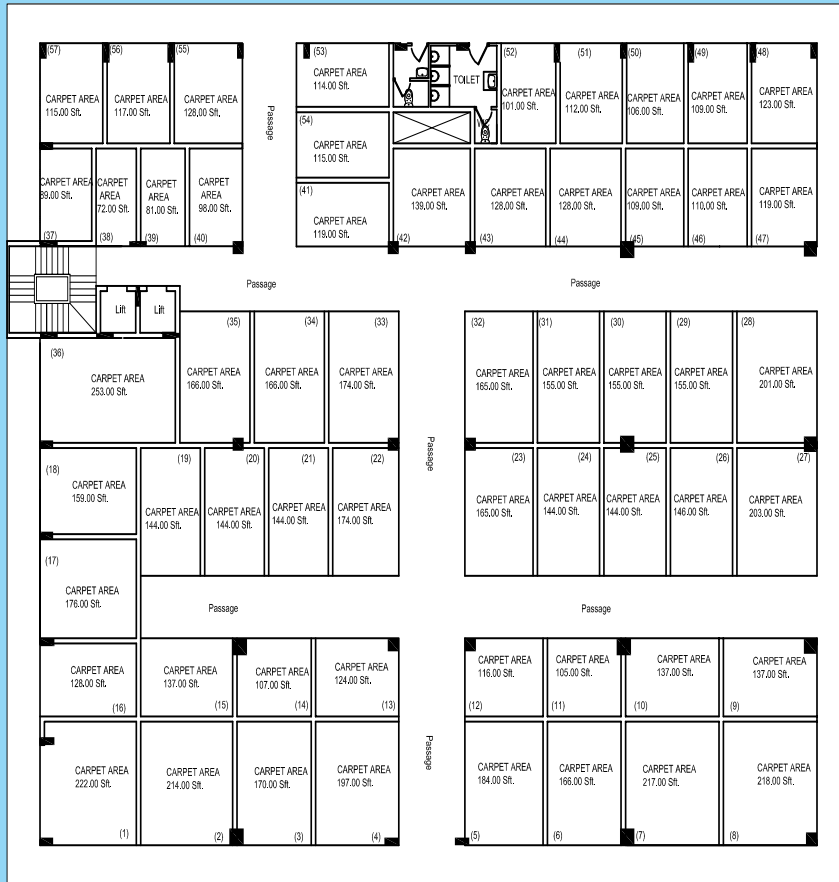 (57)
CARPET AREA
115.00 Sft.
(56)
CARPET AREA
117.00 Sft.
(55)
CARPET AREA
128.00 Sft.
Passage
(53)
CARPET AREA
114.00 Sft.
TOILET
(52)
CARPET AREA
101.00 Sft.
(51)
CARPET AREA
112.00 Sft.
(50)
CARPET AREA
106.00 Sft.
(49)
CARPET AREA
109.00 Sft.
(48)
CARPET AREA
123.00 Sft.
(54)
CARPET AREA
115.00 Sft.
CARPET AREA
89.00 Sft.
(37)
CARPET
AREA
72.00 Sft.
(38)
CARPET
AREA
81.00 Sft.
(39)
CARPET
AREA
98.00 Sft.
(40)
(41)
CARPET AREA
119.00 Sft.
CARPET AREA
139.00 Sft.
(42)
CARPET AREA
128.00 Sft.
(43)
CARPET AREA
128.00 Sft.
(44)
CARPET AREA
109.00 Sft.
(45)
CARPET AREA
110.00 Sft.
(46)
CARPET AREA
119.00 Sft.
(47)
Passage
Passage
Lift
Lift
(36)
CARPET AREA
253.00 Sft.
(35)
CARPET AREA
166.00 Sft.
(34)
CARPET AREA
166.00 Sft.
(33)
CARPET AREA
174.00 Sft.
(32)
CARPET AREA
165.00 Sft.
(31)
CARPET AREA
155.00 Sft.
(30)
CARPET AREA
155.00 Sft.
(29)
CARPET AREA
155.00 Sft.
(28)
CARPET AREA
201.00 Sft.
Passage
(18)
CARPET AREA
159.00 Sft.
(19)
CARPET AREA
144.00 Sft.
(20)
CARPET AREA
144.00 Sft.
(21)
CARPET AREA
144.00 Sft.
(22)
CARPET AREA
174.00 Sft.
(23)
CARPET AREA
165.00 Sft.
(24)
CARPET AREA
144.00 Sft.
(25)
CARPET AREA
144.00 Sft.
(26)
CARPET AREA
146.00 Sft.
(27)
CARPET AREA
203.00 Sft.
(17)
CARPET AREA
176.00 Sft.
Passage
Passage
CARPET AREA
128.00 Sft.
(16)
CARPET AREA
137.00 Sft.
(15)
CARPET AREA
107.00 Sft.
(14)
CARPET AREA
124.00 Sft.
(13)
CARPET AREA
116.00 Sft.
(12)
CARPET AREA
105.00 Sft.
(11)
CARPET AREA
137.00 Sft.
(10)
CARPET AREA
137.00 Sft.
(9)
Passage
CARPET AREA
222.00 Sft.
(1)
CARPET AREA
214.00 Sft.
(2)
CARPET AREA
170.00 Sft.
(3)
CARPET AREA
197.00 Sft.
(4)
CARPET AREA
184.00 Sft.
(5)
CARPET AREA
166.00 Sft.
(6)
CARPET AREA
217.00 Sft.
(7)
CARPET AREA
218.00 Sft.
(8)